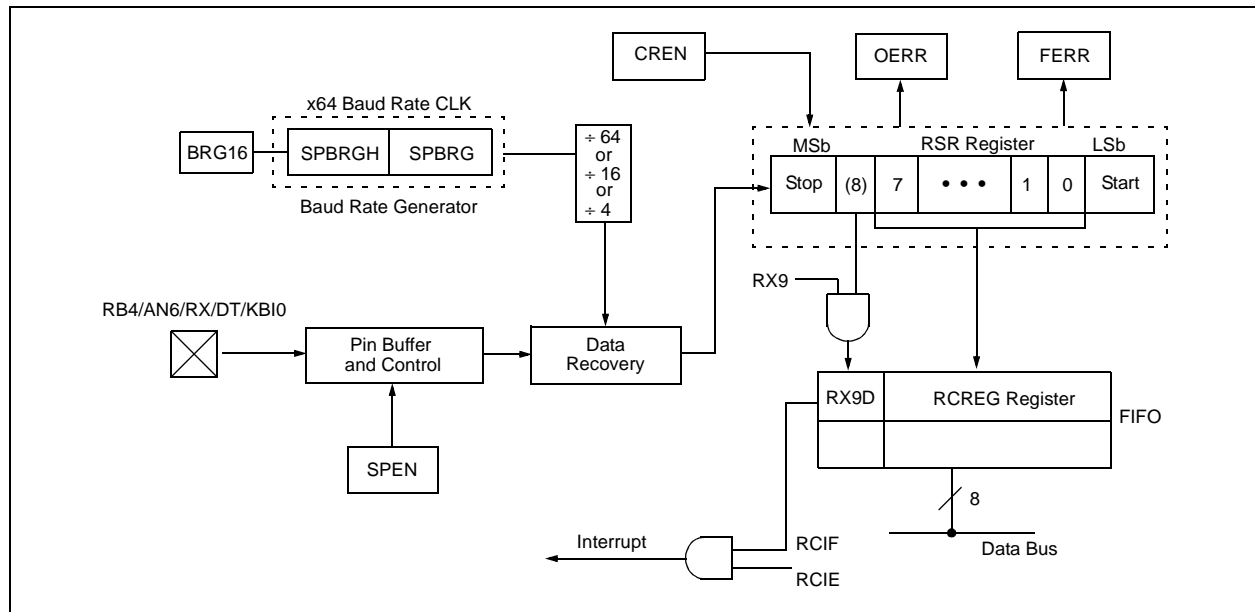 CREN
OERR
FERR
x64 Baud Rate CLK
BRG16
SPBRGH
SPBRG
Baud Rate Generator
÷ 64
or
÷ 16
or
÷ 4
MSb
RSR Register
LSb
Stop
(8)
7
• • •
1
0
Start
RX9
RB4/AN6/RX/DT/KBI0
Pin Buffer
and Control
Data
Recovery
SPEN
RX9D
RCREG Register
FIFO
8
Data Bus
Interrupt
RCIF
RCIE